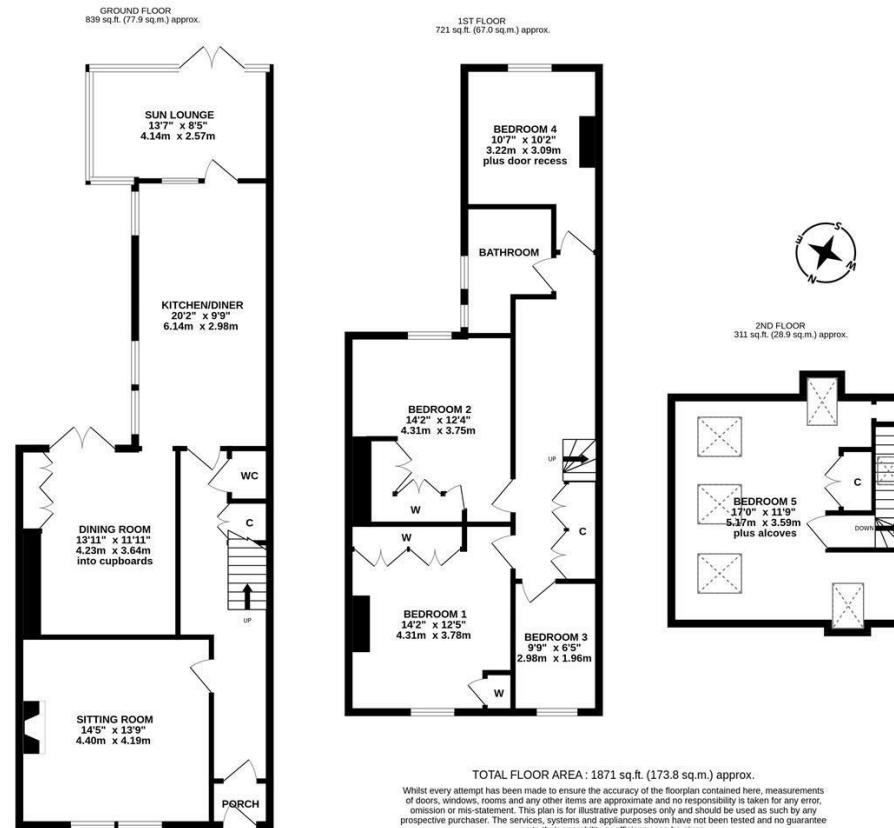 GROUND FLOOR
839 sq.ft. (77.9 sq.m.) approx.
SUN LOUNGE
13'7" x 8'5"
4.14m x 2.57m
KITCHEN/DINER
20'2" x 9'9"
6.14m x 2.98m
WC
C
DINING ROOM
13'11" x 11'11"
4.23m x 3.64m
into cupboards
UP
SITTING ROOM
14'5" x 13'9"
4.40m x 4.19m
PORCH
1ST FLOOR
721 sq.ft. (67.0 sq.m.) approx.
BEDROOM 4
10'7" x 10'2"
3.22m x 3.09m
plus door recess
BATHROOM
BEDROOM 2
14'2" x 12'4"
4.31m x 3.75m
UP
W
W
C
BEDROOM 1
14'2" x 12'5"
4.31m x 3.78m
BEDROOM 3
9'9" x 6'5"
2.98m x 1.96m
W
S
E
W
N
2ND FLOOR
311 sq.ft. (28.9 sq.m.) approx.
BEDROOM 5
17'0" x 11'9"
5.17m x 3.59m
plus alcoves
C
DOWN
TOTAL FLOOR AREA : 1871 sq.ft. (173.8 sq.m.) approx.
Whilst every attempt has been made to ensure the accuracy of the floorplan contained here, measurements
of doors, windows, rooms and any other items are approximate and no responsibility is taken for any error,
omission or mis-statement. This plan is for illustrative purposes only and should be used as such by any
prospective purchaser. The services, systems and appliances shown have not been tested and no guarantee